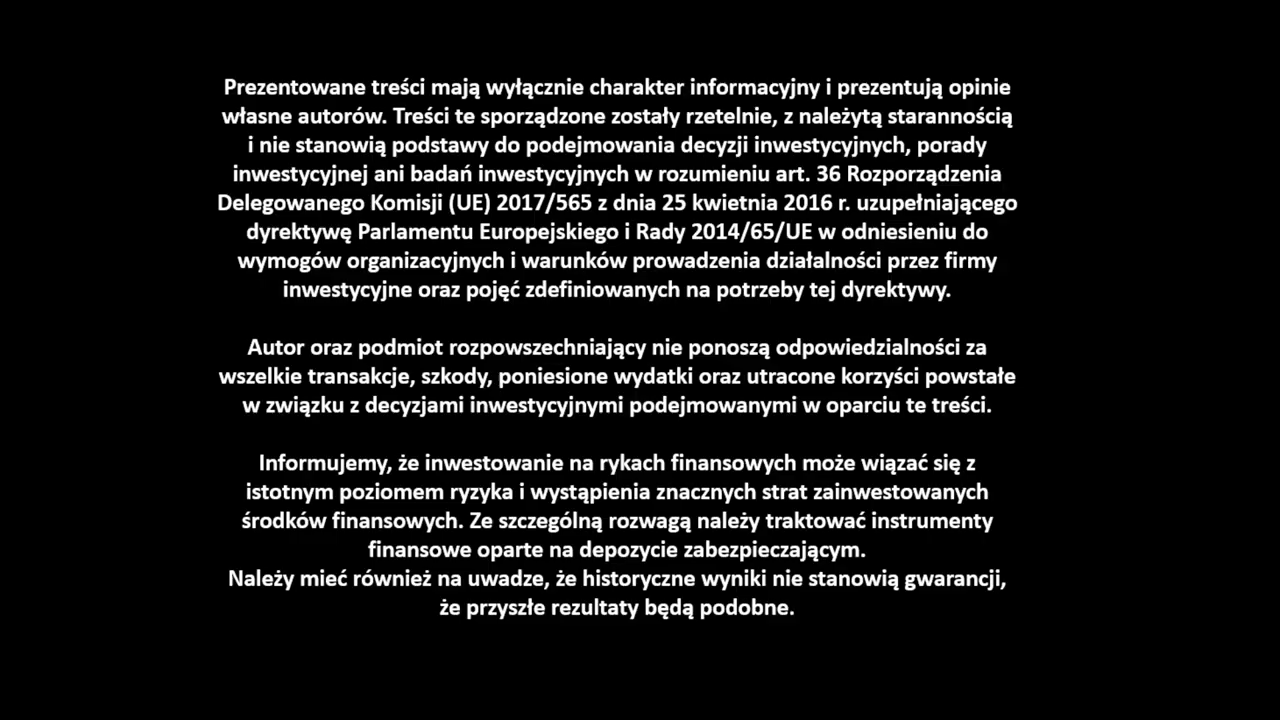 Prezentowane treści mają wyłącznie charakter informacyjny i prezentują opinie
własne autorów. Treści te sporządzone zostały rzetelnie, z należytą starannością
i nie stanowią podstawy do podejmowania decyzji inwestycyjnych, porady
inwestycyjnej ani badań inwestycyjnych w rozumieniu art. 36 Rozporządzenia
Delegowanego Komisji (UE) 2017/565 z dnia 25 kwietnia 2016 r. uzupełniającego
dyrektywę Parlamentu Europejskiego i Rady 2014/65/UE w odniesieniu do
wymogów organizacyjnych i warunków prowadzenia działalności przez firmy
inwestycyjne oraz pojęć zdefiniowanych na potrzeby tej dyrektywy.
Autor oraz podmiot rozpowszechniający nie ponoszą odpowiedzialności za
wszelkie transakcje, szkody, poniesione wydatki oraz utracone korzyści powstałe
w związku z decyzjami inwestycyjnymi podejmowanymi w oparciu te treści.
Informujemy, że inwestowanie na rykach finansowych może wiązać się z
istotnym poziomem ryzyka i wystąpienia znacznych strat zainwestowanych
środków finansowych. Ze szczególną rozwagą należy traktować instrumenty
finansowe oparte na depozycie zabezpieczającym.
Należy mieć również na uwadze, że historyczne wyniki nie stanowią gwarancji,
że przyszłe rezultaty będą podobne.